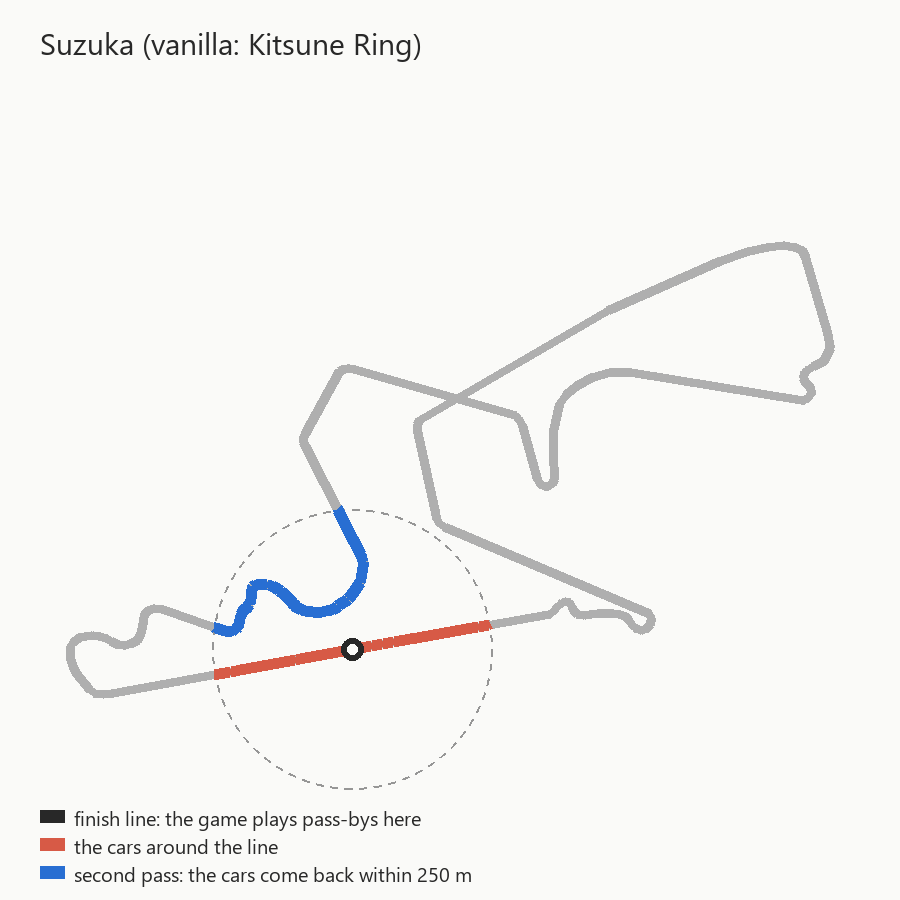 Suzuka (vanilla: Kitsune Ring)
finish line: the game plays pass-bys here
the cars around the line
second pass: the cars come back within 250 m